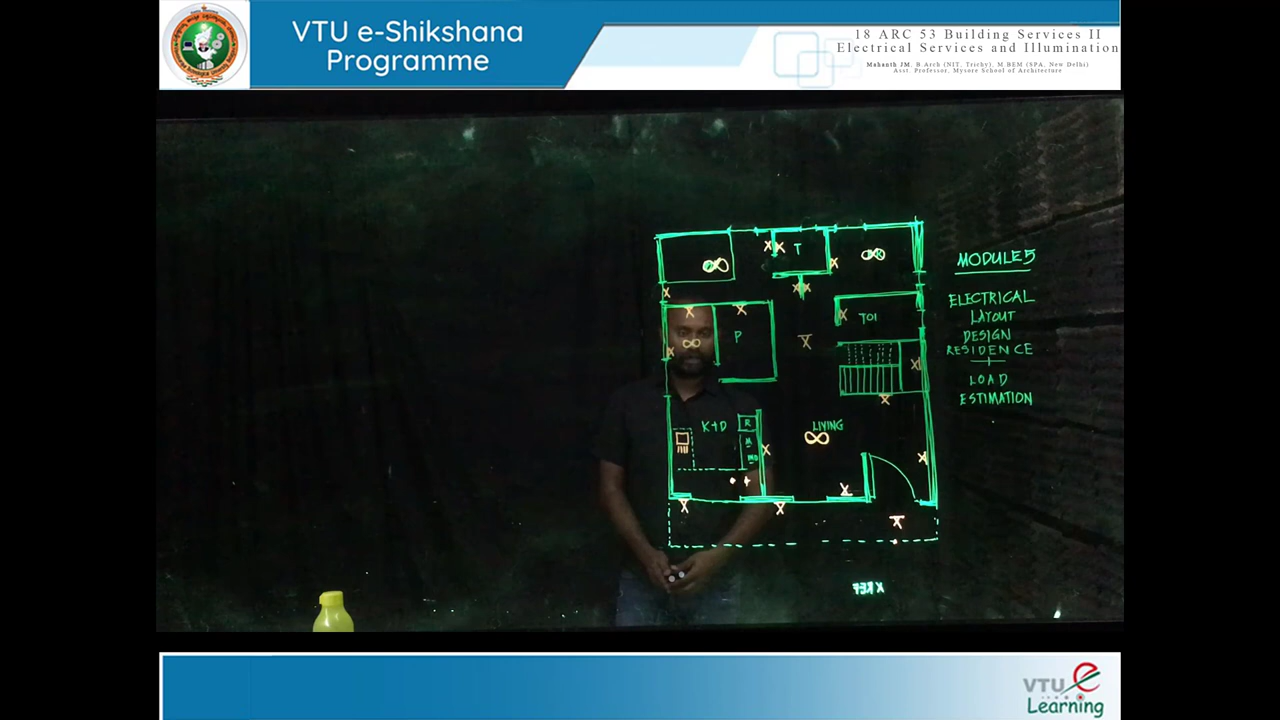 VTU e-Shikshana
Programme
18 ARC 53 Building Services II
Electrical Services and Illumination
Mahanth JM, B Arch (NIT, Trichy), M BEM (SPA, New Delhi)
Asst. Professor, Mysore School of Architecture
MODULE 5
ELECTRICAL
LAYOUT
DESIGN
RESIDENCE
+
LOAD
ESTIMATION
T
TOI
P
K+D
R
M
LIVING
VTU e
Learning